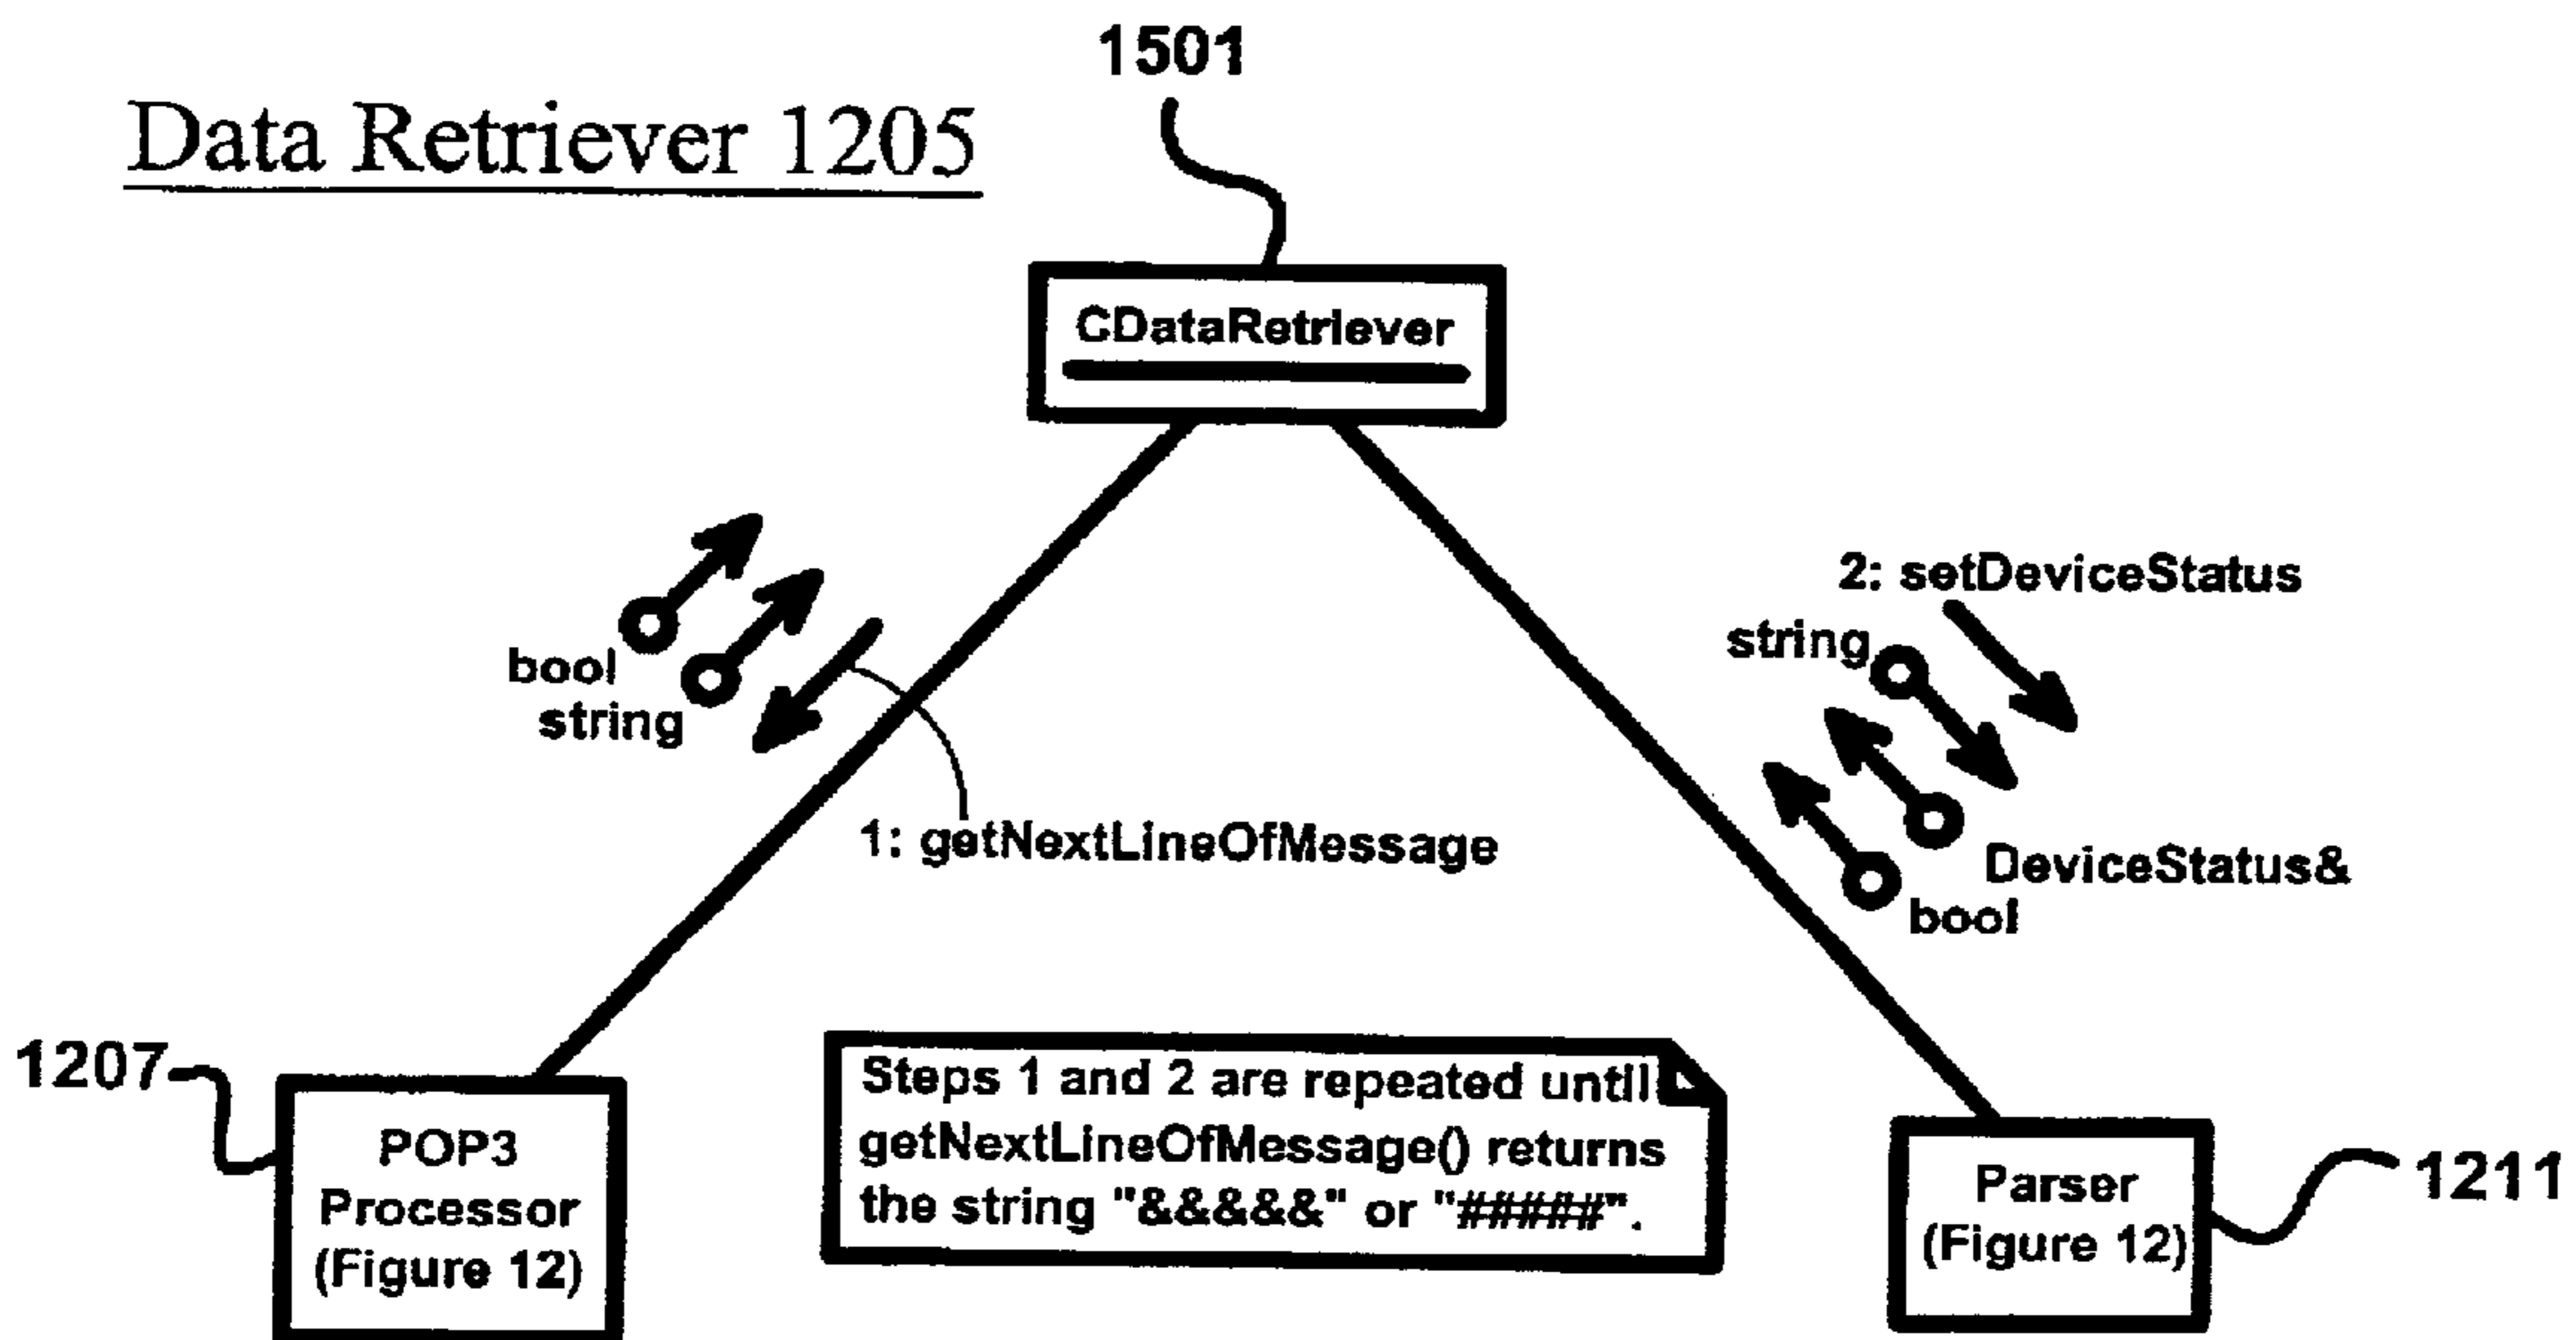 1501
Data Retriever 1205
CDataRetriever
2: setDeviceStatus
string
bool
string
1: getNextLineOfMessage
DeviceStatus&
bool
1207
POP3
Processor
(Figure 12)
Steps 1 and 2 are repeated until
getNextLineOfMessage() returns
the string "&&&&&" or "#####".
Parser
(Figure 12)
1211